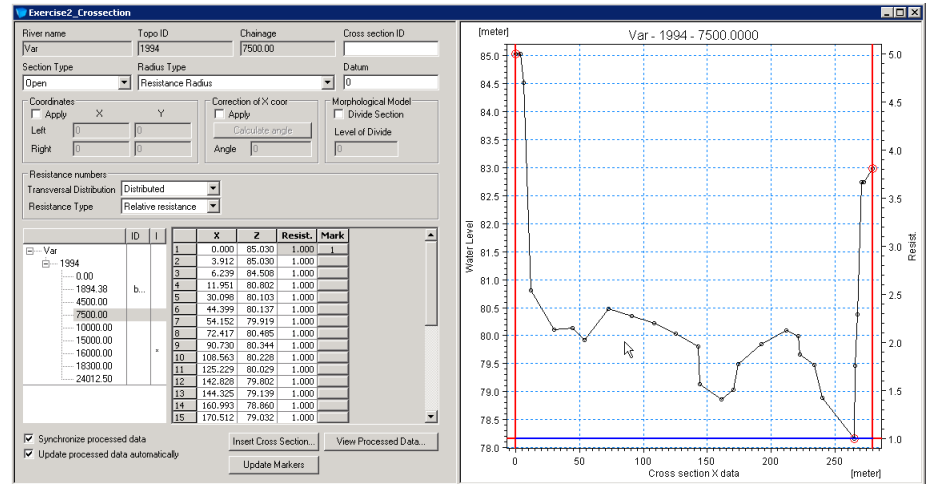 Exercise2_Crossection
River name Topo ID Chainage Cross section ID
Var 1994 7500.00
Section Type Radius Type Datum
Open Resistance Radius 0
Coordinates Correction of X coor Morphological Model
Apply X Y Apply Divide Section
Left 0 0 Calculate angle Level of Divide
Right 0 0 Angle 0 0
Resistance numbers
Transversal Distribution Distributed
Resistance Type Relative resistance
ID I
Var
1994
0.00
1894.38 b...
4500.00
7500.00
10000.00
15000.00
16000.00 *
18300.00
24012.50
X Z Resist. Mark
1 0.000 85.030 1.000 1
2 3.912 85.030 1.000
3 6.239 84.508 1.000
4 11.951 80.802 1.000
5 30.098 80.103 1.000
6 44.399 80.137 1.000
7 54.152 79.919 1.000
8 72.417 80.485 1.000
9 90.730 80.344 1.000
10 108.563 80.228 1.000
11 125.229 80.029 1.000
12 142.828 79.802 1.000
13 144.325 79.139 1.000
14 160.993 78.860 1.000
15 170.512 79.032 1.000
Synchronize processed data
Update processed data automatically
Insert Cross Section... View Processed Data...
Update Markers
[meter] Var - 1994 - 7500.0000
85.0
84.5
84.0
83.5
83.0
82.5
82.0
81.5
81.0
80.5
80.0
79.5
79.0
78.5
78.0
Water Level
5.0
4.5
4.0
3.5
3.0
2.5
2.0
1.5
1.0
Resist.
0 50 100 150 200 250
Cross section X data [meter]